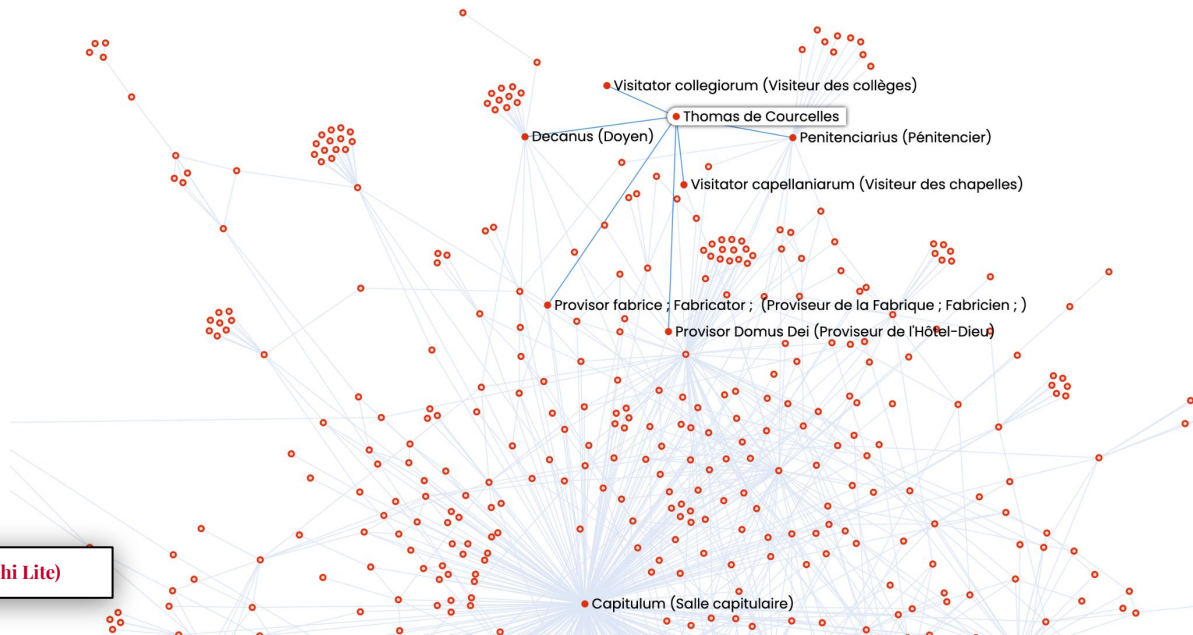 Visitator collegiorum (Visiteur des collèges)
Thomas de Courcelles
Decanus (Doyen)
Penitenciarius (Pénitencier)
Visitator capellaniarum (Visiteur des chapelles)
Provisor fabrice ; Fabricator ;  (Proviseur de la Fabrique ; Fabricien ; )
Provisor Domus Dei (Proviseur de l'Hôtel-Dieu)
hi Lite)
Capitulum (Salle capitulaire)